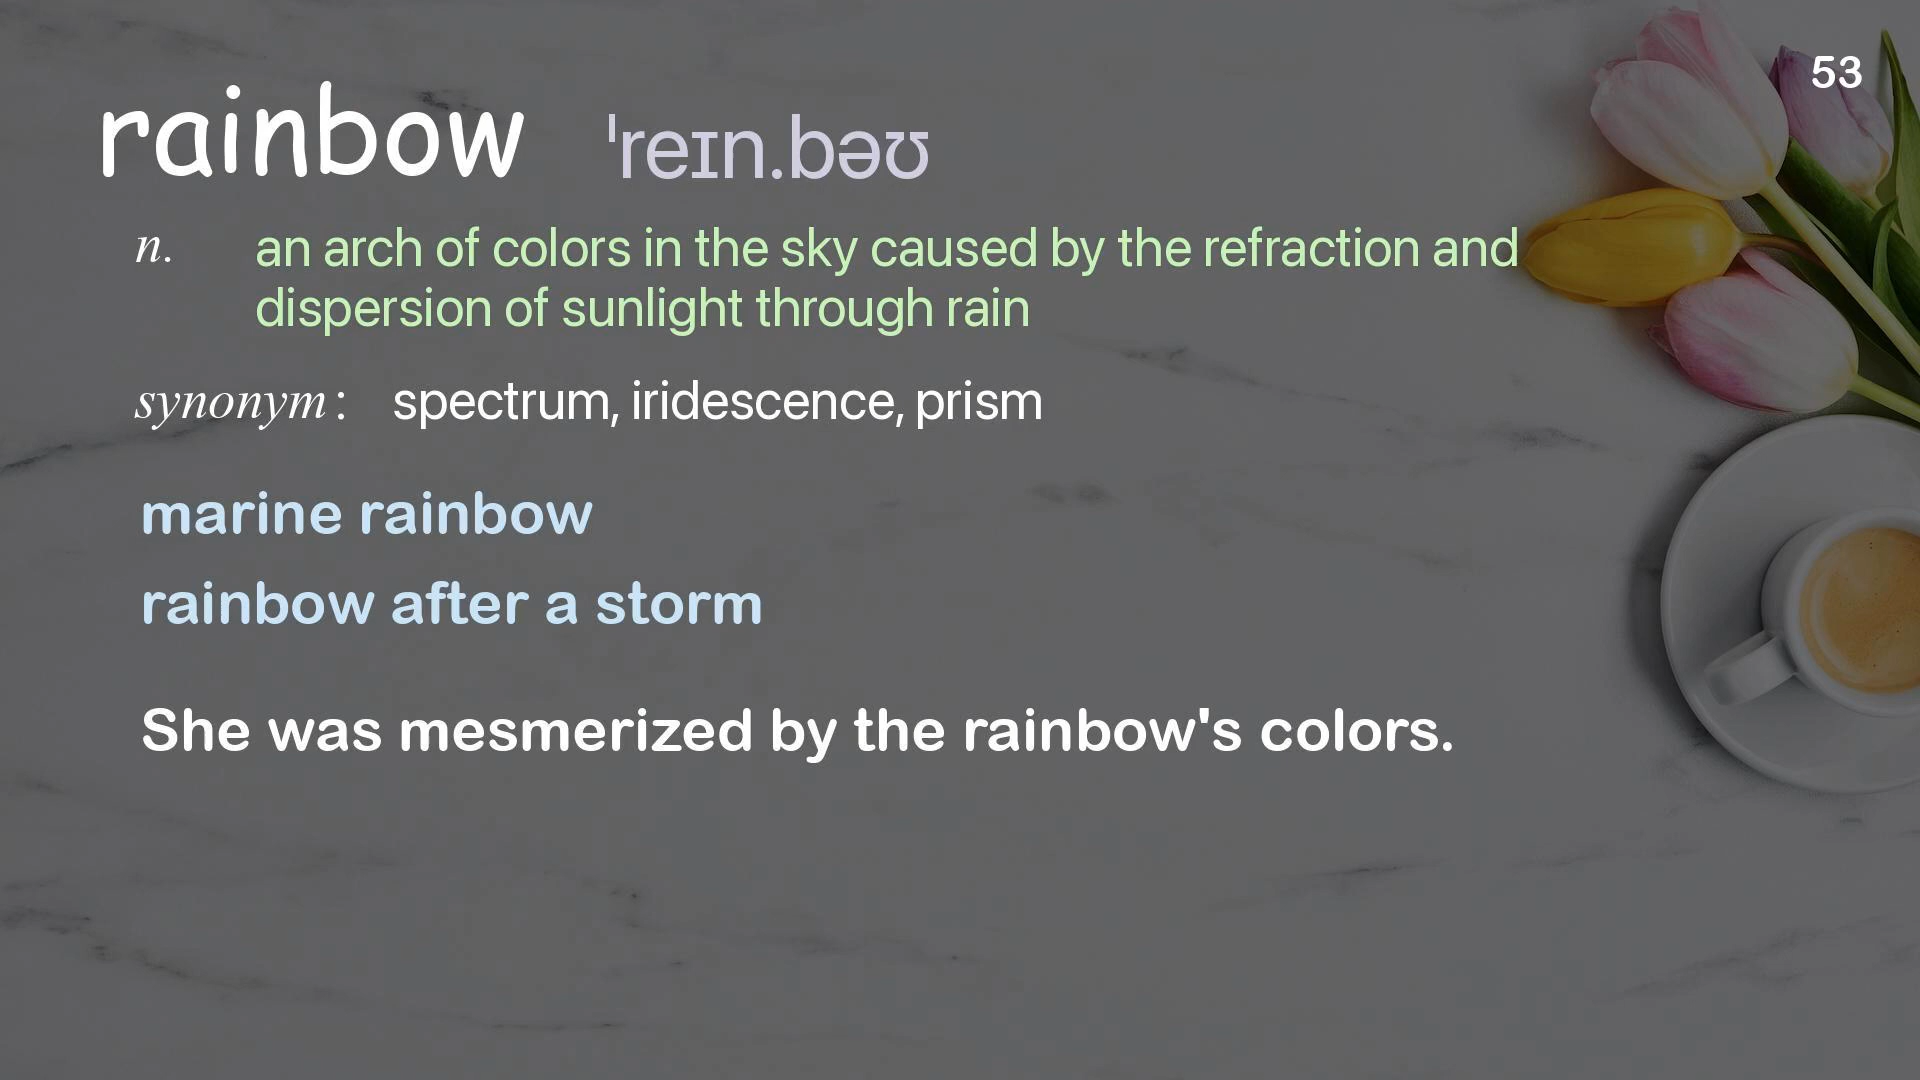 53
rainbow ˈreɪn.bəʊ
n. an arch of colors in the sky caused by the refraction and
dispersion of sunlight through rain
synonym: spectrum, iridescence, prism
marine rainbow
rainbow after a storm
She was mesmerized by the rainbow's colors.